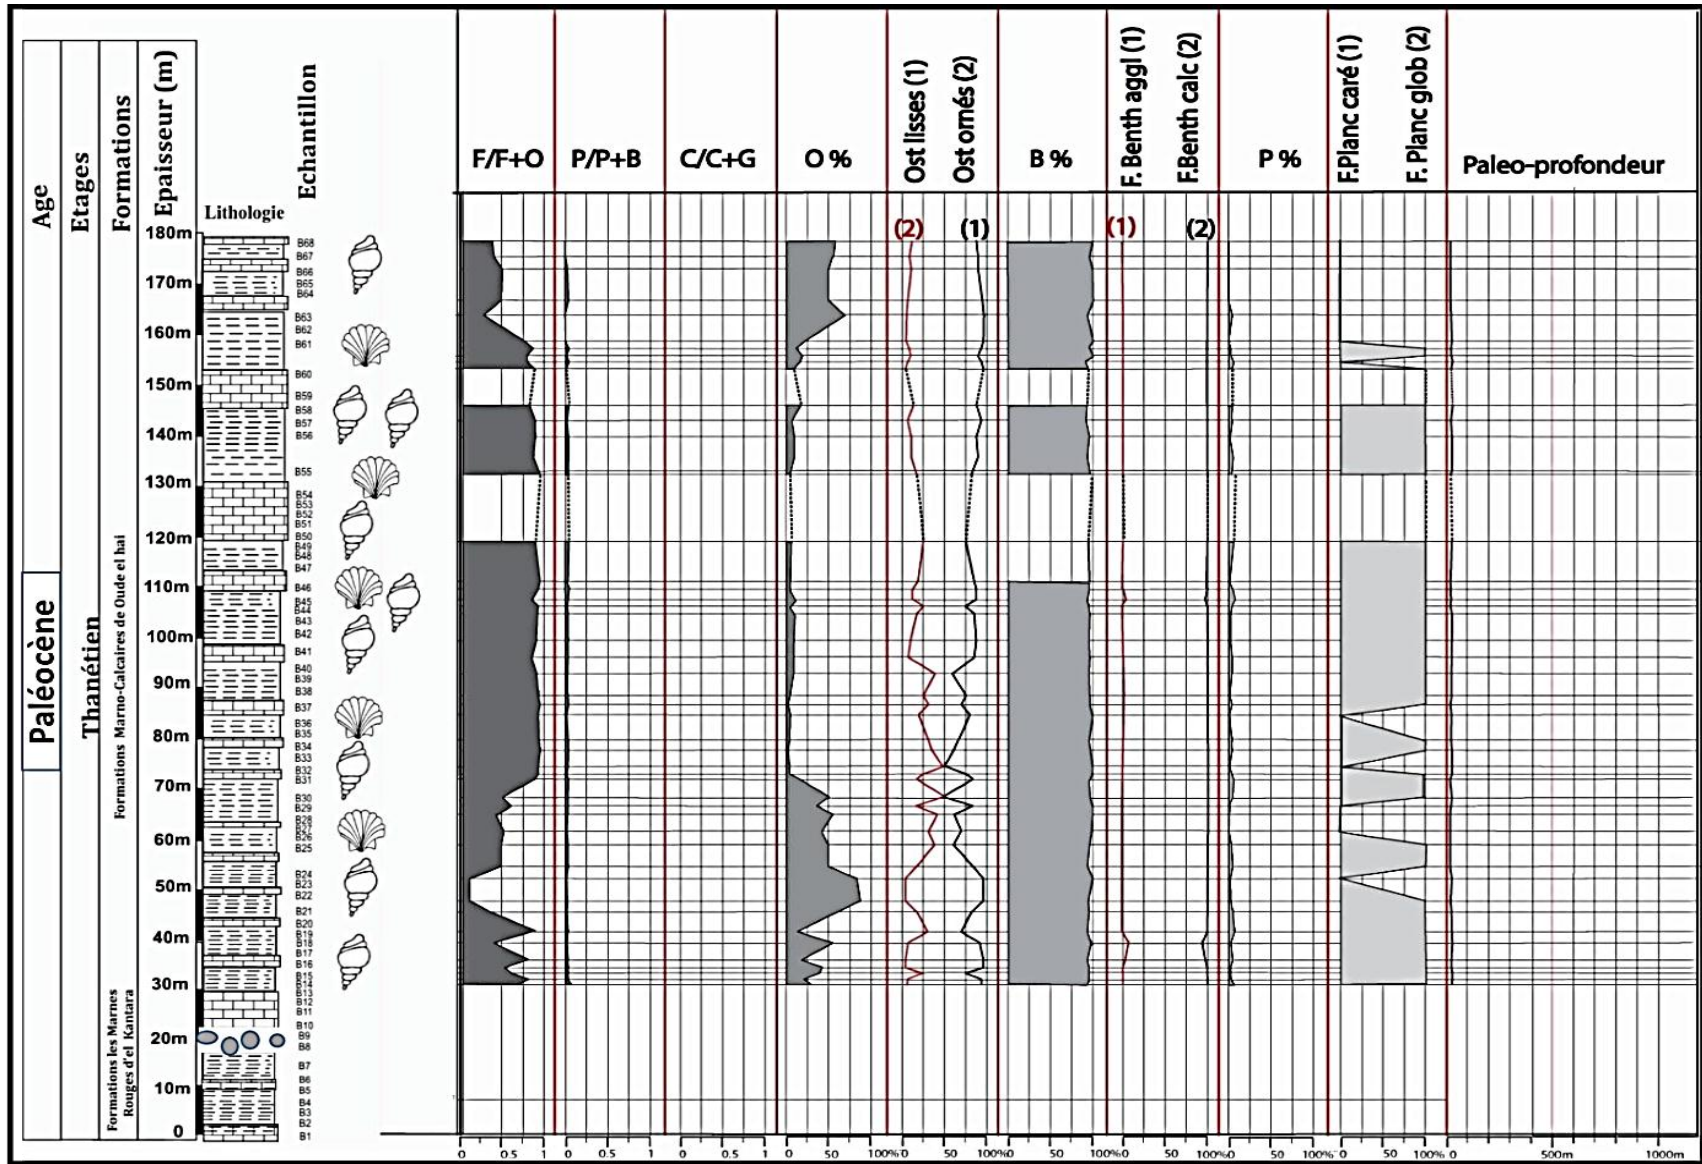 Age
Etages
Formations
Epaisseur (m)
Lithologie
Echantillon
F/F+O
P/P+B
C/C+G
O %
Ost lisses (1)
Ost ornés (2)
B %
F. Benth aggl (1)
F.Benth calc (2)
P %
F.Planc caré (1)
F. Planc glob (2)
Paleo-profondeur
(2)
(1)
(1)
(2)
Paléocène
Thanétien
Formations Marno-Calcaires de Oude el hai
Formations les Marnes
Rouges d'el Kantara
180m
170m
160m
150m
140m
130m
120m
110m
100m
90m
80m
70m
60m
50m
40m
30m
20m
10m
0
B68
B67
B66
B65
B64
B63
B62
B61
B60
B59
B58
B57
B56
B55
B54
B53
B52
B51
B50
B49
B48
B47
B46
B45
B44
B43
B42
B41
B40
B39
B38
B37
B36
B35
B34
B33
B32
B31
B30
B29
B28
B27
B26
B25
B24
B23
B22
B21
B20
B19
B18
B17
B16
B15
B14
B13
B12
B11
B10
B9
B8
B7
B6
B5
B4
B3
B2
B1
0 0.5 1
0 0.5 1
0 0.5 1
0 50 100%
0 50 100%
0 50 100%
0 50 100%
0 50 100%
0 50 100%
0 500m 1000m